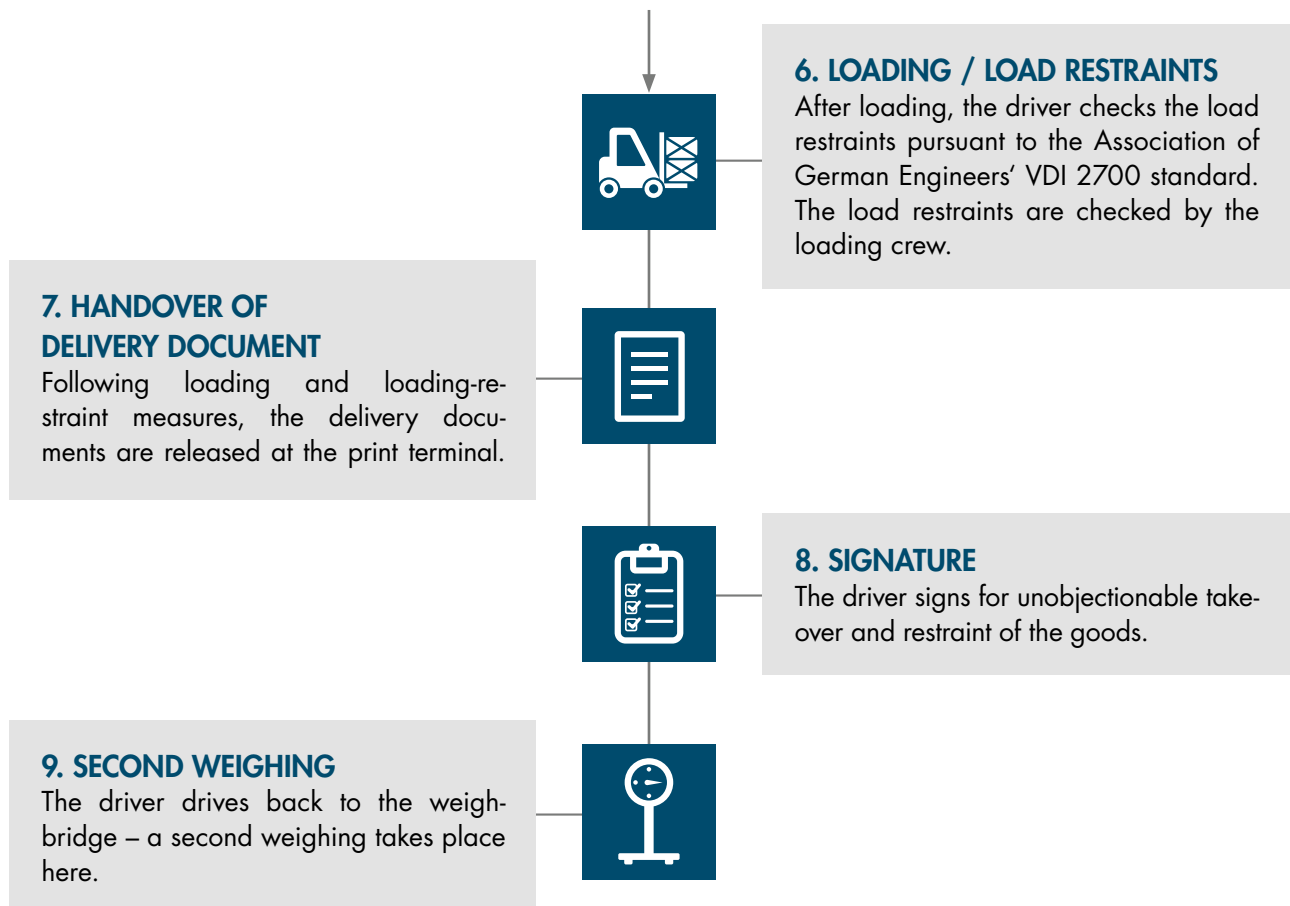 6. LOADING / LOAD RESTRAINTS
After loading, the driver checks the load
restraints pursuant to the Association of
German Engineers‘ VDI 2700 standard.
The load restraints are checked by the
loading crew.
7. HANDOVER OF
DELIVERY DOCUMENT
Following loading and loading-re-
straint measures, the delivery docu-
ments are released at the print terminal.
8. SIGNATURE
The driver signs for unobjectionable take-
over and restraint of the goods.
9. SECOND WEIGHING
The driver drives back to the weigh-
bridge – a second weighing takes place
here.